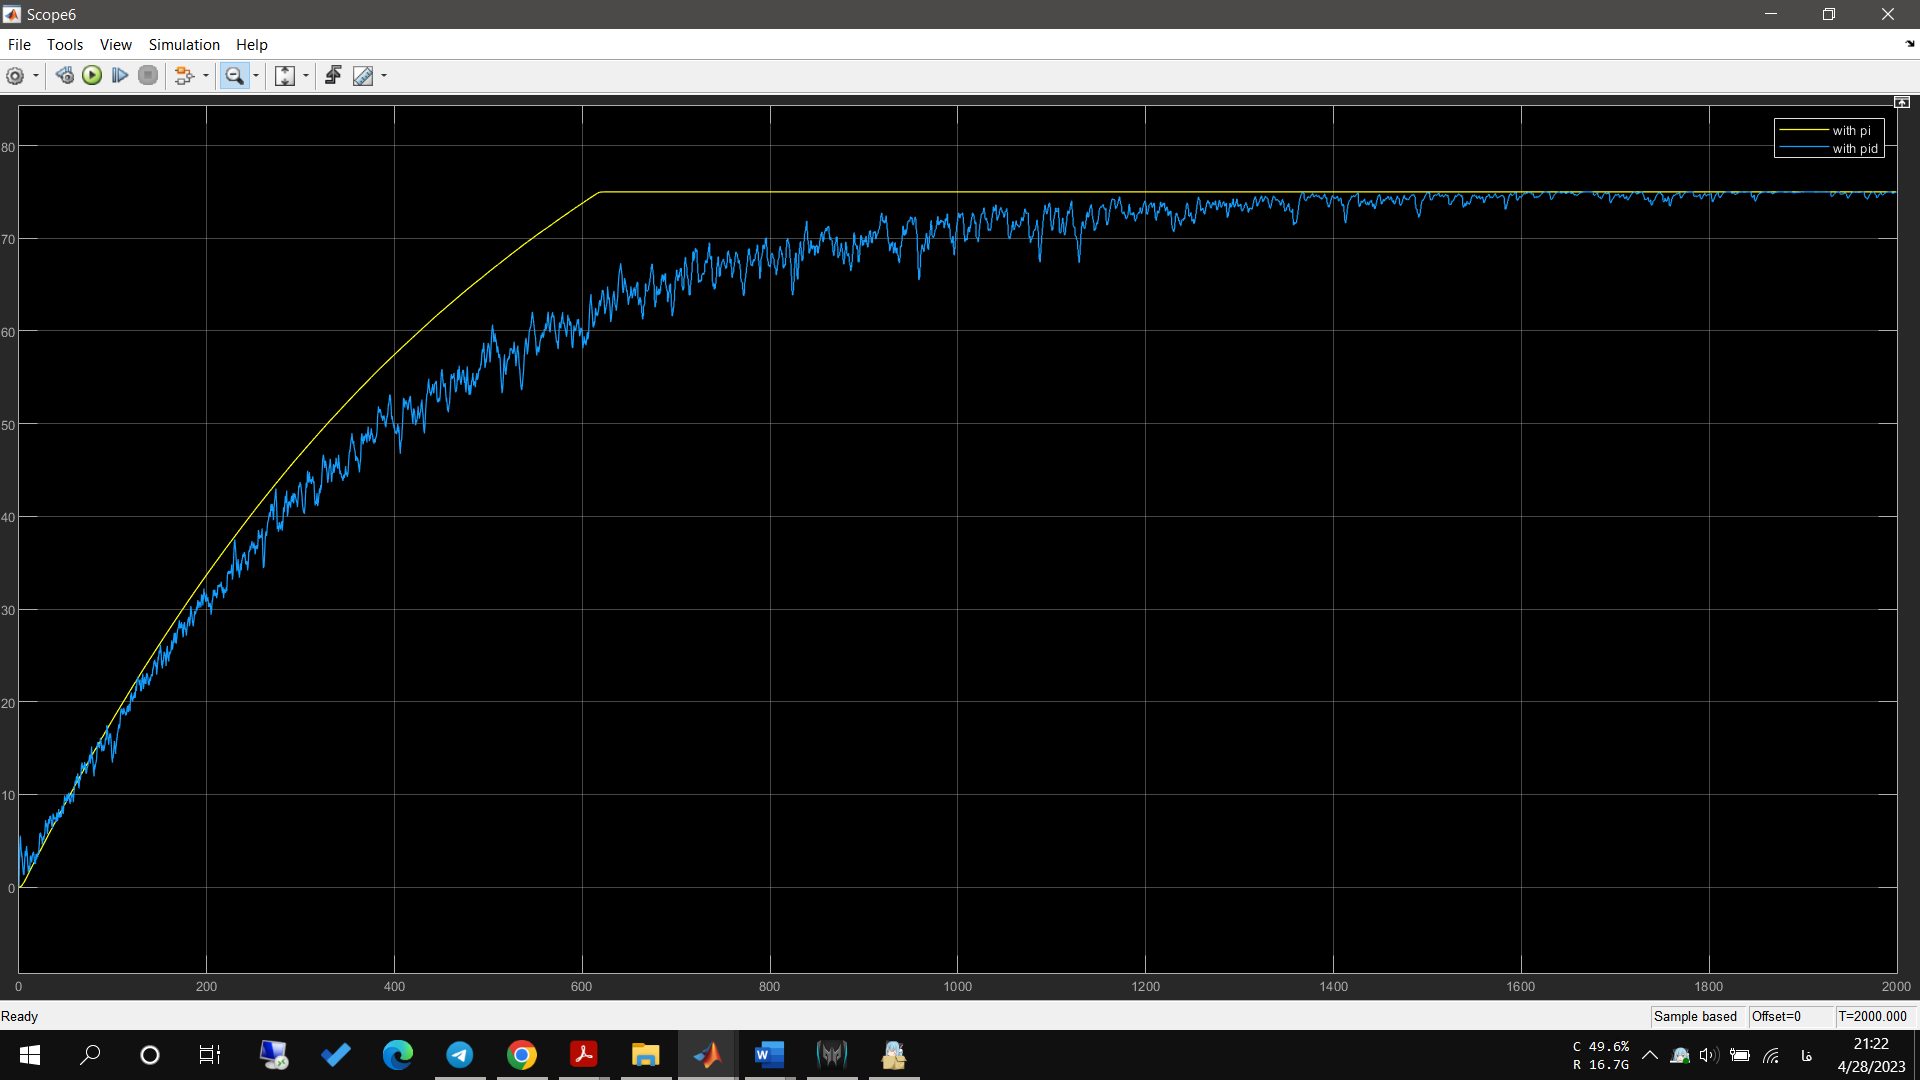 Scope6
File Tools View Simulation Help
with pi
with pid
80
70
60
50
40
30
20
10
0
0 200 400 600 800 1000 1200 1400 1600 1800 2000
Ready
Sample based Offset=0 T=2000.000
C 49.6%
R 16.7G
فا
21:22
4/28/2023